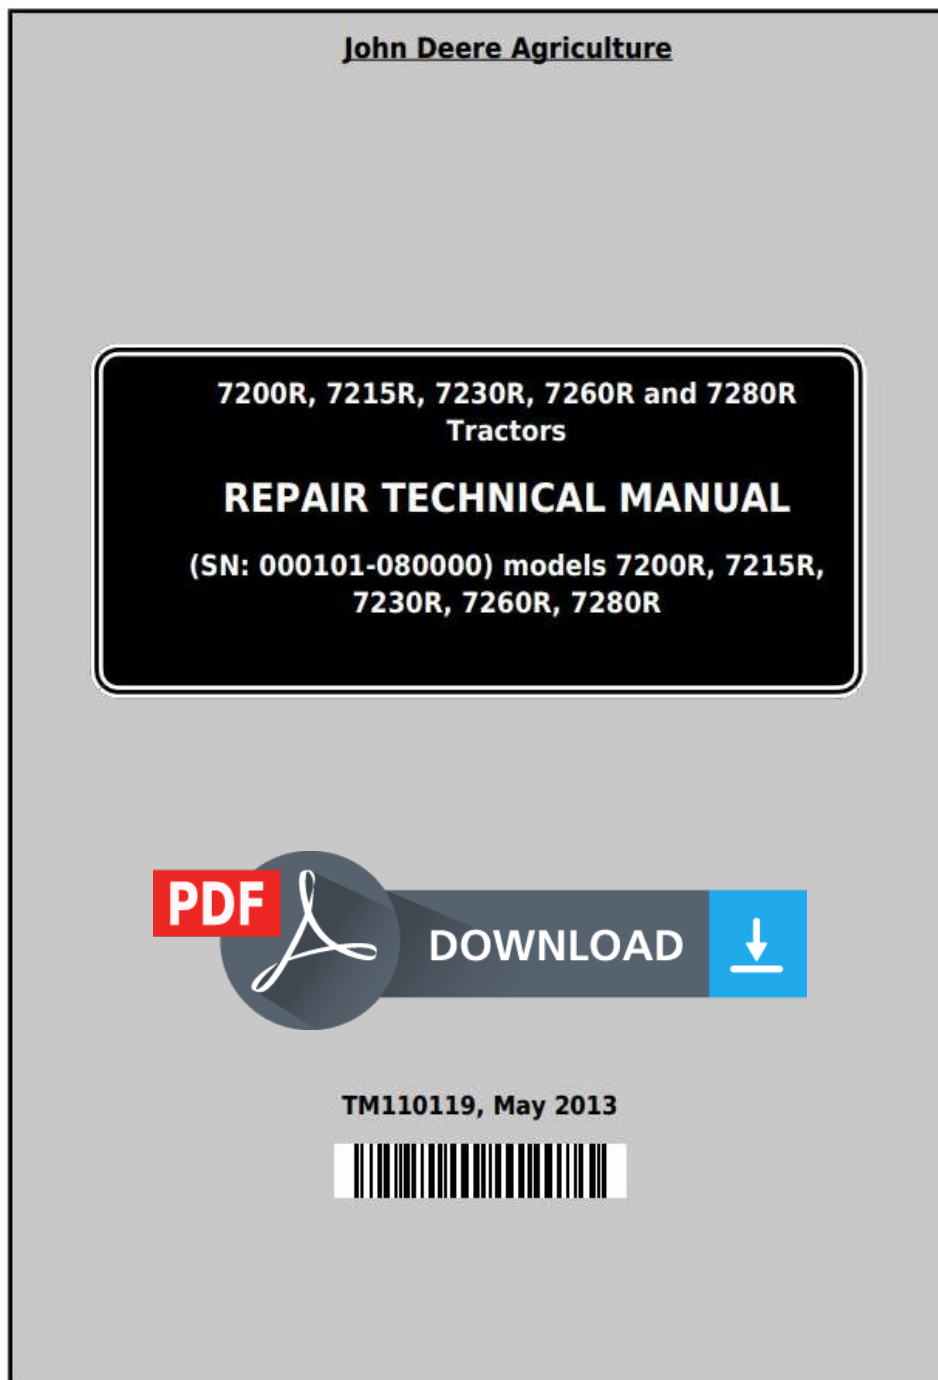 John Deere Agriculture
7200R, 7215R, 7230R, 7260R and 7280R
Tractors
REPAIR TECHNICAL MANUAL
(SN: 000101-080000) models 7200R, 7215R,
7230R, 7260R, 7280R
PDF
DOWNLOAD
TM110119, May 2013